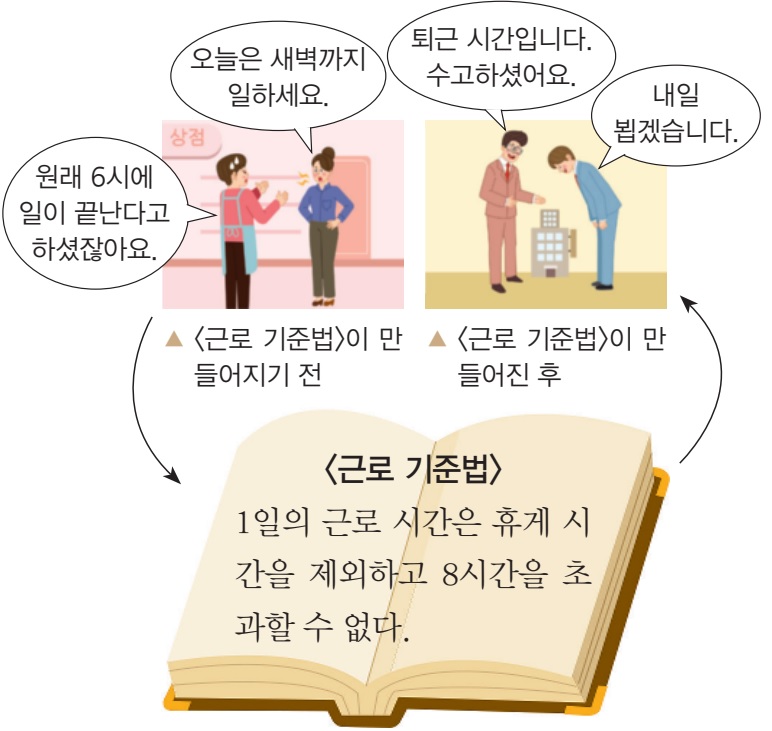 오늘은 새벽까지
일하세요.
퇴근 시간입니다.
수고하셨어요.
내일
뵙겠습니다.
상점
원래 6시에
일이 끝난다고
하셨잖아요.
▲ 〈근로 기준법〉이 만
들어지기 전
▲ 〈근로 기준법〉이 만
들어진 후
〈근로 기준법〉
1일의 근로 시간은 휴게 시
간을 제외하고 8시간을 초
과할 수 없다.